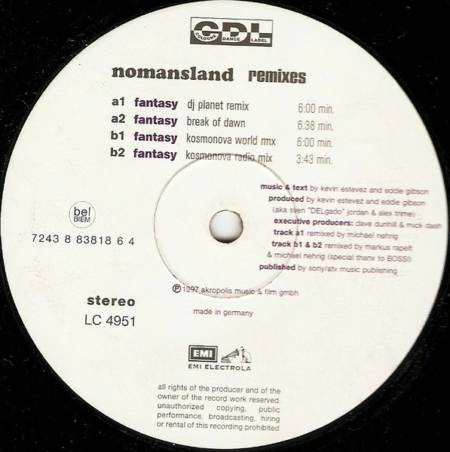 CDL
COLOGNE DANCE LABEL
nomansland remixes
a1 fantasy dj planet remix 6:00 min.
a2 fantasy break of dawn 6:38 min.
b1 fantasy kosmonova world rmx 6:00 min.
b2 fantasy kosmonova radio mix 3:43 min.
music & text by kevin estevez and eddie gibson
produced by kevin estevez and eddie gibson
(aka sven "DELgado" jordan & alex trime)
executive producers: dave dunhill & mick dash
track a1 remixed by michael nehrig
track b1 & b2 remixed by markus rapelt
& michael nehrig (special thanx to BOSS!)
published by sony/atv music publishing
bel
BIEM
7243 8 83818 6 4
℗ 1997 akropolis music & film gmbh
made in germany
stereo
LC 4951
EMI
EMI ELECTROLA
all rights of the producer and of the
owner of the record work reserved.
unauthorized copying, public
performance, broadcasting, hiring
or rental of this recording prohibited